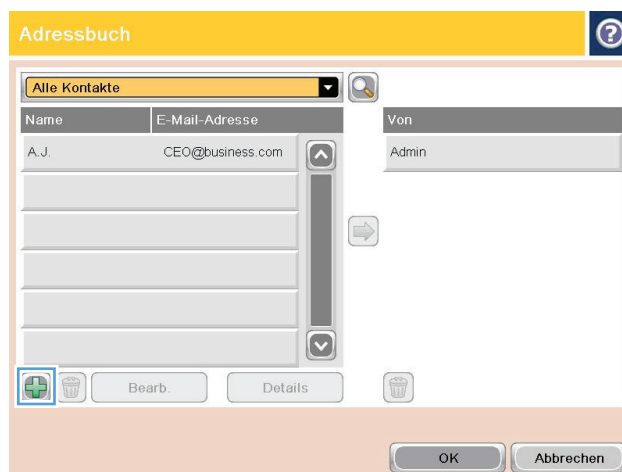 Adressbuch
?
Alle Kontakte
Name E-Mail-Adresse Von
A.J. CEO@business.com Admin
Bearb. Details
OK Abbrechen